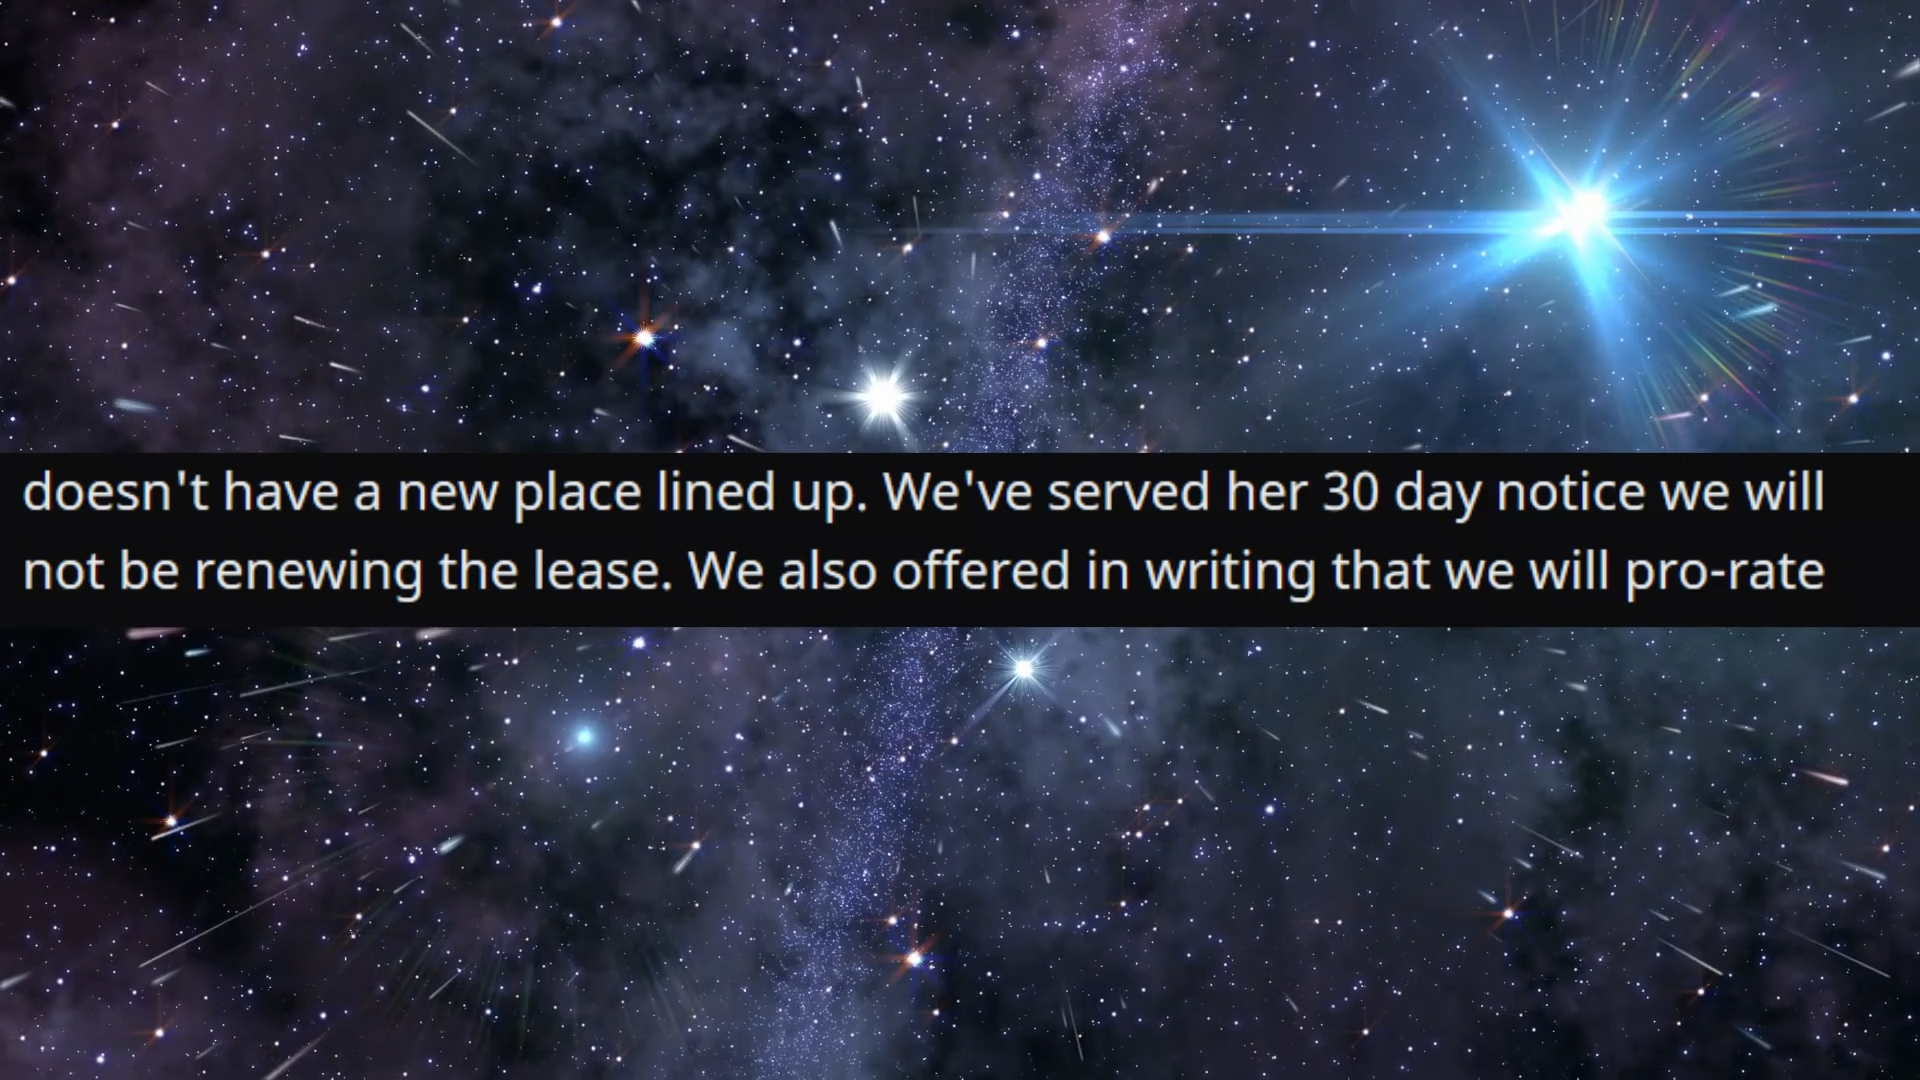 doesn't have a new place lined up. We've served her 30 day notice we will
not be renewing the lease. We also offered in writing that we will pro-rate